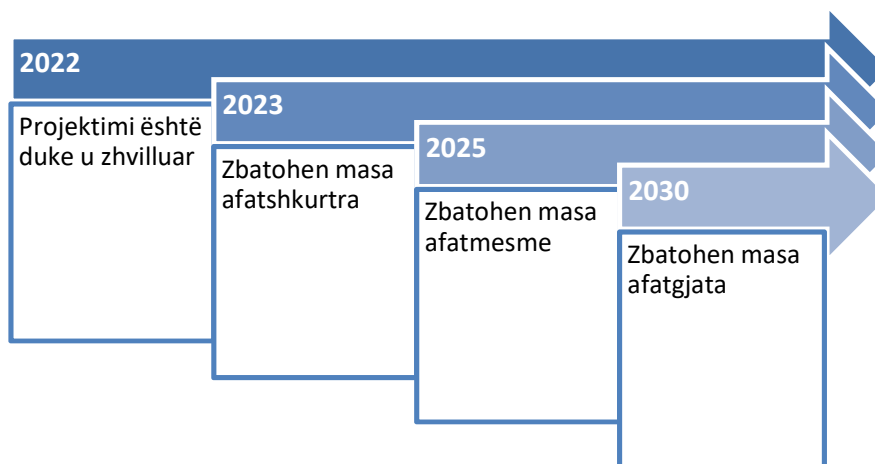 2022
Projektimi është
duke u zhvilluar
2023
Zbatohen masa
afatshkurtra
2025
Zbatohen masa
afatmesme
2030
Zbatohen masa
afatgjata